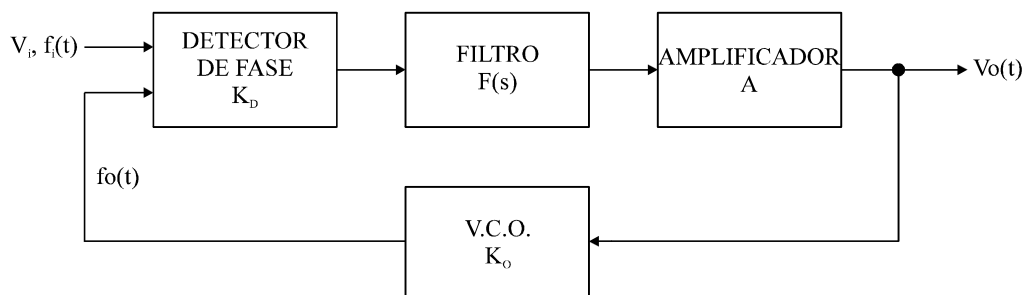 Vi, fi(t)
DETECTOR
DE FASE
KD
FILTRO
F(s)
AMPLIFICADOR
A
Vo(t)
fo(t)
V.C.O.
KO